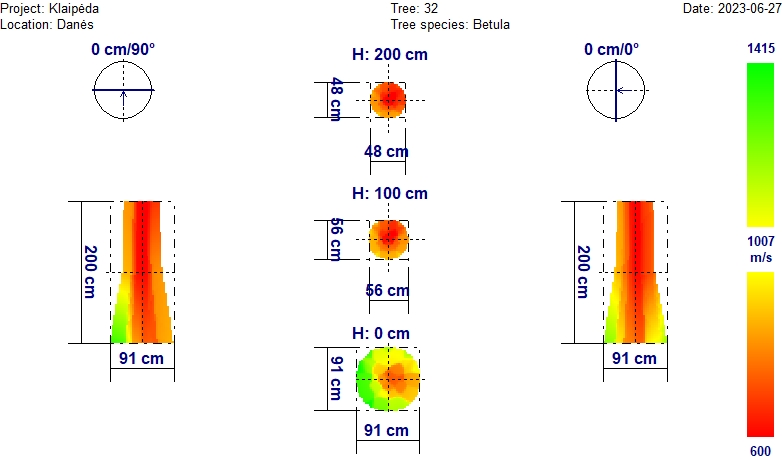 Project: Klaipėda
Tree: 32
Date: 2023-06-27
Location: Danės
Tree species: Betula
0 cm/90°
H: 200 cm
0 cm/0°
1415
48 cm
48 cm
H: 100 cm
56 cm
200 cm
200 cm
1007
m/s
56 cm
H: 0 cm
91 cm
91 cm
91 cm
91 cm
600